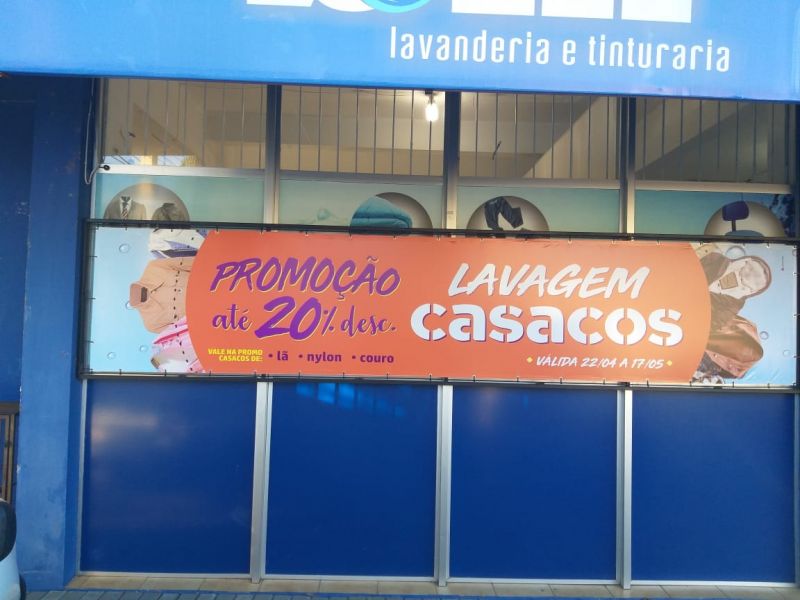 lavanderia e tinturaria
PROMOÇÃO
até 20% desc.
VALE NA PROMO
CASACOS DE:
• lã • nylon • couro
LAVAGEM
casacos
VÁLIDA 22/04 A 17/05